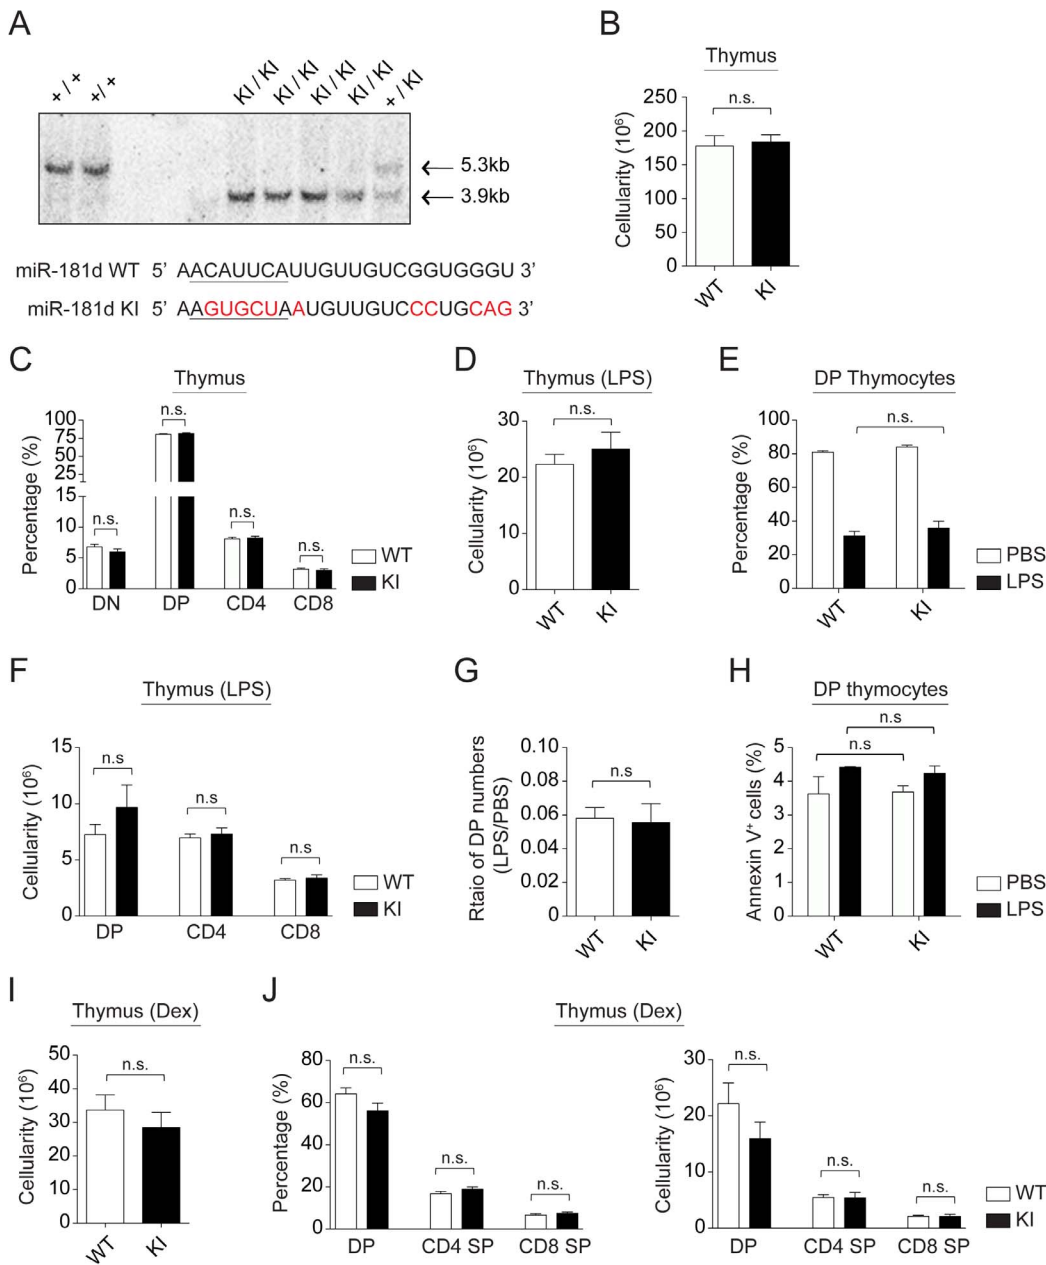 A
+/+ +/+ KI/KI KI/KI KI/KI KI/KI +/KI
5.3kb
3.9kb
miR-181d WT 5’ AACAUUCAUUGUUGUCGGUGGGU 3’
miR-181d KI 5’ AAGUGCUAAUGUUGUCCCUGCAG 3’
B
Thymus
n.s.
Cellularity (10⁶)
250
200
150
100
50
0
WT KI
C
Thymus
Percentage (%)
100
75
50
25
15
10
5
0
n.s. n.s. n.s. n.s.
DN DP CD4 CD8
WT
KI
D
Thymus (LPS)
n.s.
Cellularity (10⁶)
30
20
10
0
WT KI
E
DP Thymocytes
n.s.
Percentage (%)
100
80
60
40
20
0
WT KI
PBS
LPS
F
Thymus (LPS)
Cellularity (10⁶)
15
10
5
0
n.s n.s n.s
DP CD4 CD8
WT
KI
G
Rtaio of DP numbers
(LPS/PBS)
0.10
0.08
0.06
0.04
0.02
0
n.s
WT KI
H
DP thymocytes
n.s
n.s
Annexin V⁺ cells (%)
5
4
3
2
1
0
WT KI
PBS
LPS
I
Thymus (Dex)
n.s.
Cellularity (10⁶)
50
40
30
20
10
0
WT KI
J
Thymus (Dex)
Percentage (%)
80
60
40
20
0
n.s. n.s. n.s.
DP CD4 SP CD8 SP
Cellularity (10⁶)
30
20
10
0
n.s. n.s. n.s.
DP CD4 SP CD8 SP
WT
KI